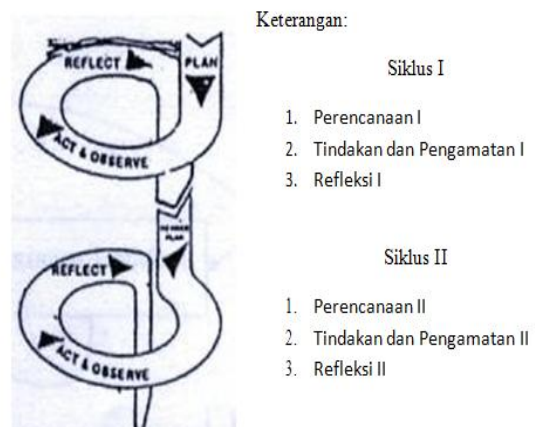 REFLECT
PLAN
ACT & OBSERVE
REFLECT
ACT & OBSERVE
Keterangan:
Siklus I
1. Perencanaan I
2. Tindakan dan Pengamatan I
3. Refleksi I
Siklus II
1. Perencanaan II
2. Tindakan dan Pengamatan II
3. Refleksi II